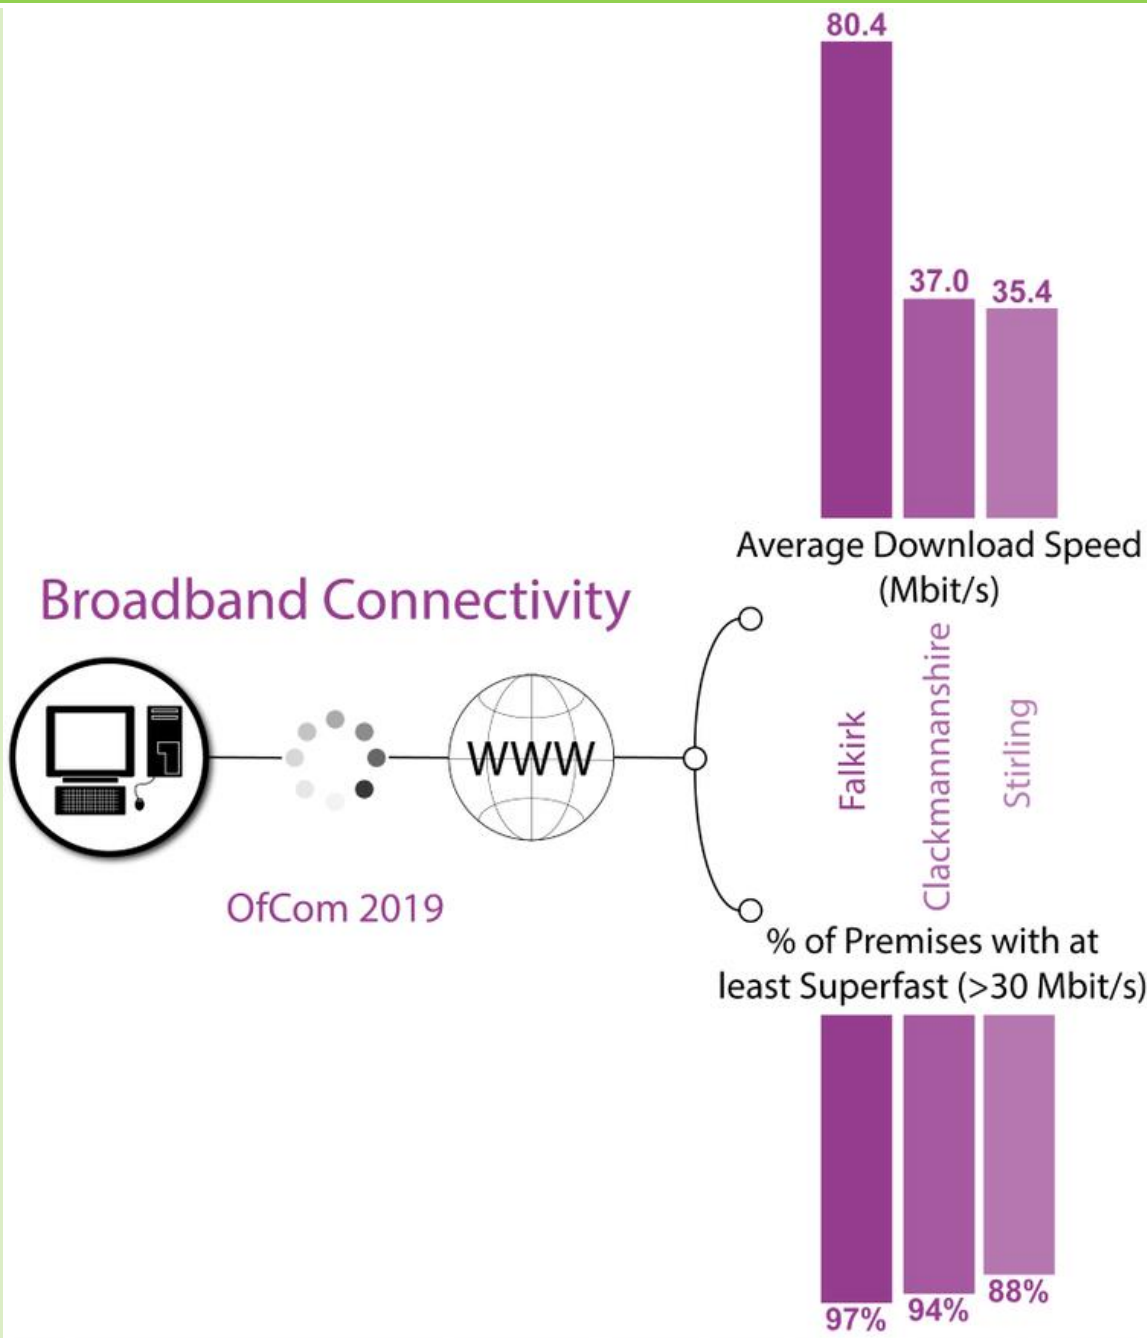 80.4
37.0
35.4
Average Download Speed
(Mbit/s)
Broadband Connectivity
WWW
Falkirk
Clackmannanshire
Stirling
OfCom 2019
% of Premises with at
least Superfast (>30 Mbit/s)
97%
94%
88%